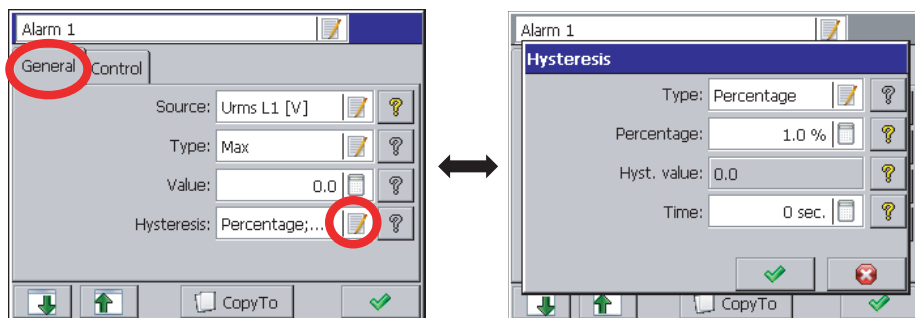 Alarm 1
General Control
Source: Urms L1 [V] ?
Type: Max ?
Value: 0.0 ?
Hysteresis: Percentage;... ?
CopyTo
Alarm 1
Hysteresis
Type: Percentage ?
Percentage: 1.0 % ?
Hyst. value: 0.0 ?
Time: 0 sec. ?
CopyTo